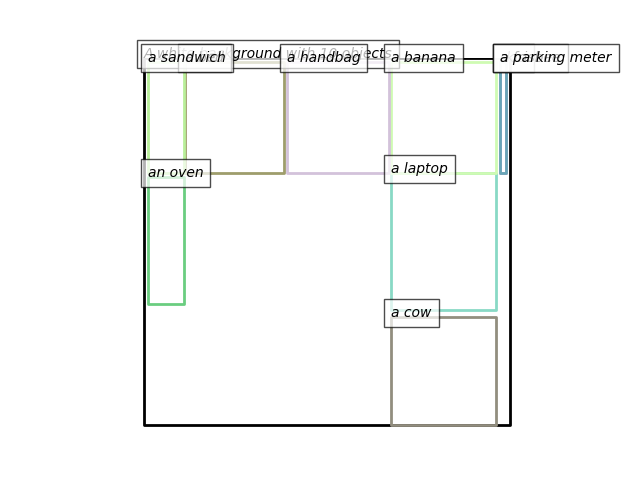 A white background with 10 objects.
a sandwich
a handbag
a banana
a parking meter
an oven
a laptop
a cow